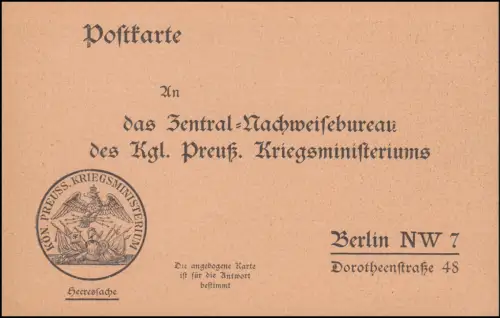 Postkarte
An
das Zentral-Nachweisebureau
des Kgl. Preuß. Kriegsministeriums
KÖN. PREUSS. KRIEGSMINISTERIUM
Heeressache
Die angebogene Karte
ist für die Antwort
bestimmt
Berlin NW 7
Dorotheenstraße 48